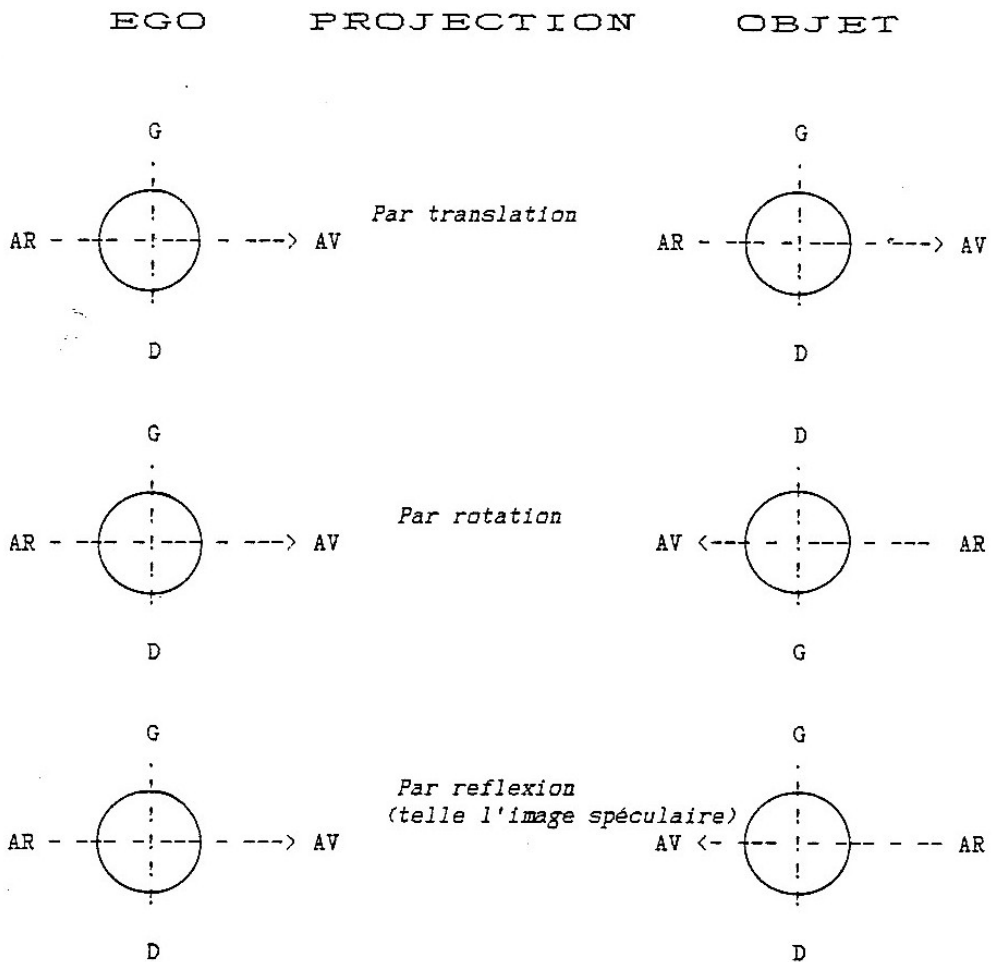 EGO PROJECTION OBJET
G G
Par translation
AR AV AR AV
D D
G D
Par rotation
AR AV AV AR
D G
G G
Par reflexion
(telle l'image spéculaire)
AR AV AV AR
D D